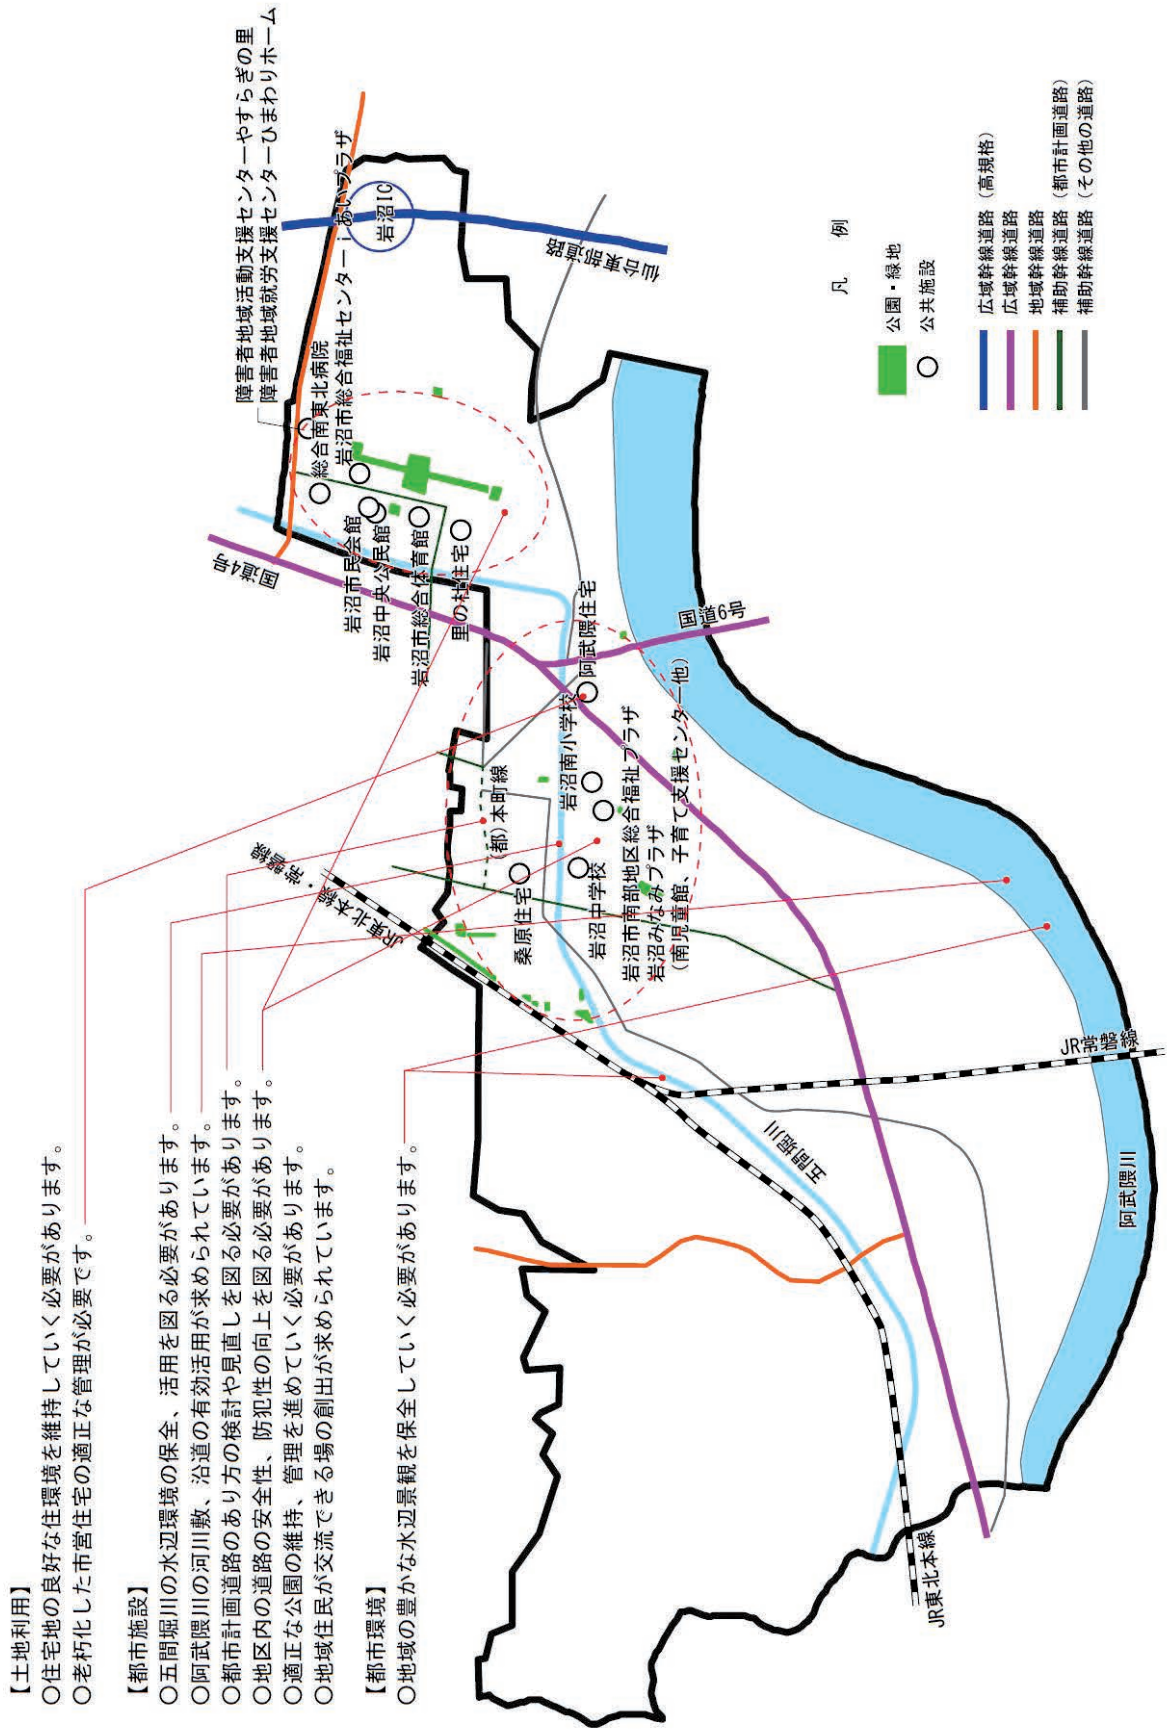 【土地利用】
○住宅地の良好な住環境を維持していく必要があります。
○老朽化した市営住宅の適正な管理が必要です。
【都市施設】
○五間堀川の水辺環境の保全、活用を図る必要があります。
○阿武隈川の河川敷、沿道の有効活用が求められています。
○都市計画道路のあり方の検討や見直しを図る必要があります。
○地区内の道路の安全性、防犯性の向上を図る必要があります。
○適正な公園の維持、管理を進めていく必要があります。
○地域住民が交流できる場の創出が求められています。
【都市環境】
○地域の豊かな水辺景観を保全していく必要があります。
障害者地域活動支援センターやすらぎの里
障害者地域就労支援センターひまわりホーム
総合南東北病院
岩沼市総合福祉センターｉあいプラザ
岩沼IC
仙台東部道路
国道4号
岩沼市民会館
岩沼中央公民館
岩沼市総合体育館
里の杜住宅
国道6号
阿武隈住宅
岩沼南小学校
(都)本町線
JR東北本線・常磐線
桑原住宅
岩沼中学校
岩沼市南部地区総合福祉プラザ
岩沼みなみプラザ
（南児童館、子育て支援センター他）
五間堀川
JR常磐線
阿武隈川
JR東北本線
凡 例
公園・緑地
公共施設
広域幹線道路（高規格）
広域幹線道路
地域幹線道路
補助幹線道路（都市計画道路）
補助幹線道路（その他の道路）